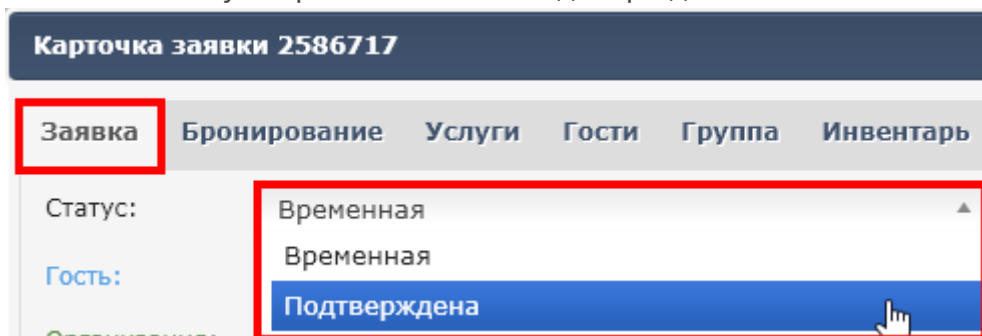 Карточка заявки 2586717
Заявка Бронирование Услуги Гости Группа Инвентарь
Статус: Временная
Временная
Гость:
Подтверждена